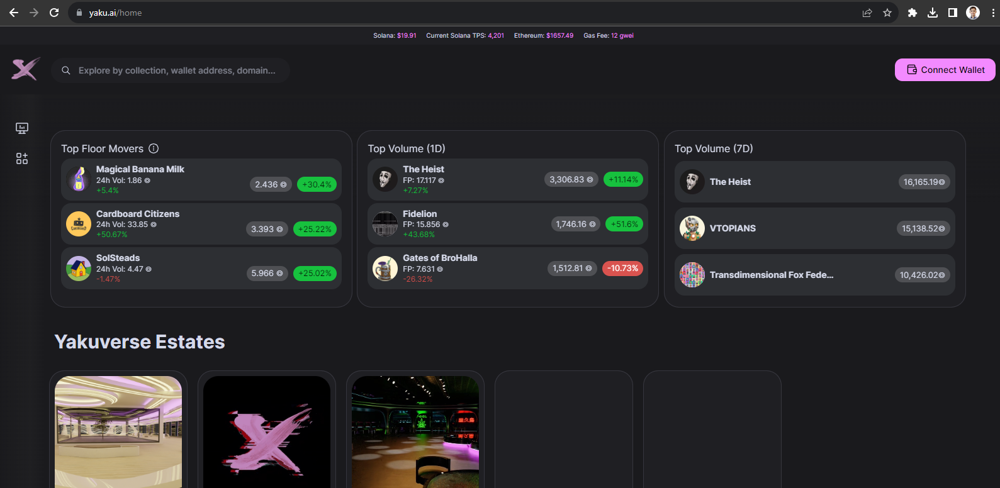 yaku.ai/home
Solana: $19.91 Current Solana TPS: 4,201 Ethereum: $1657.49 Gas Fee: 12 gwei
Explore by collection, wallet address, domain...
Connect Wallet
Top Floor Movers
Magical Banana Milk
24h Vol: 1.86
+5.4%
2.436
+30.4%
Cardboard Citizens
24h Vol: 33.85
+50.67%
3.393
+25.22%
SolSteads
24h Vol: 4.47
-1.47%
5.966
+25.02%
Top Volume (1D)
The Heist
FP: 17.117
+7.27%
3,306.83
+11.14%
Fidelion
FP: 15.856
+43.68%
1,746.16
+51.6%
Gates of BroHalla
FP: 7.631
-26.32%
1,512.81
-10.73%
Top Volume (7D)
The Heist
16,165.19
VTOPIANS
15,138.52
Transdimensional Fox Fede...
10,426.02
Yakuverse Estates